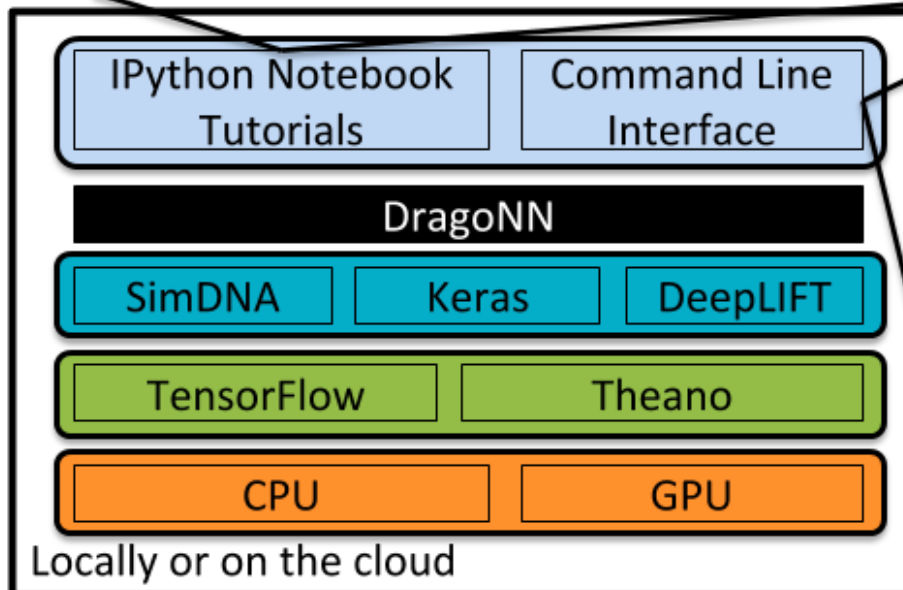 IPython Notebook
Tutorials
Command Line
Interface
DragoNN
SimDNA
Keras
DeepLIFT
TensorFlow
Theano
CPU
GPU
Locally or on the cloud